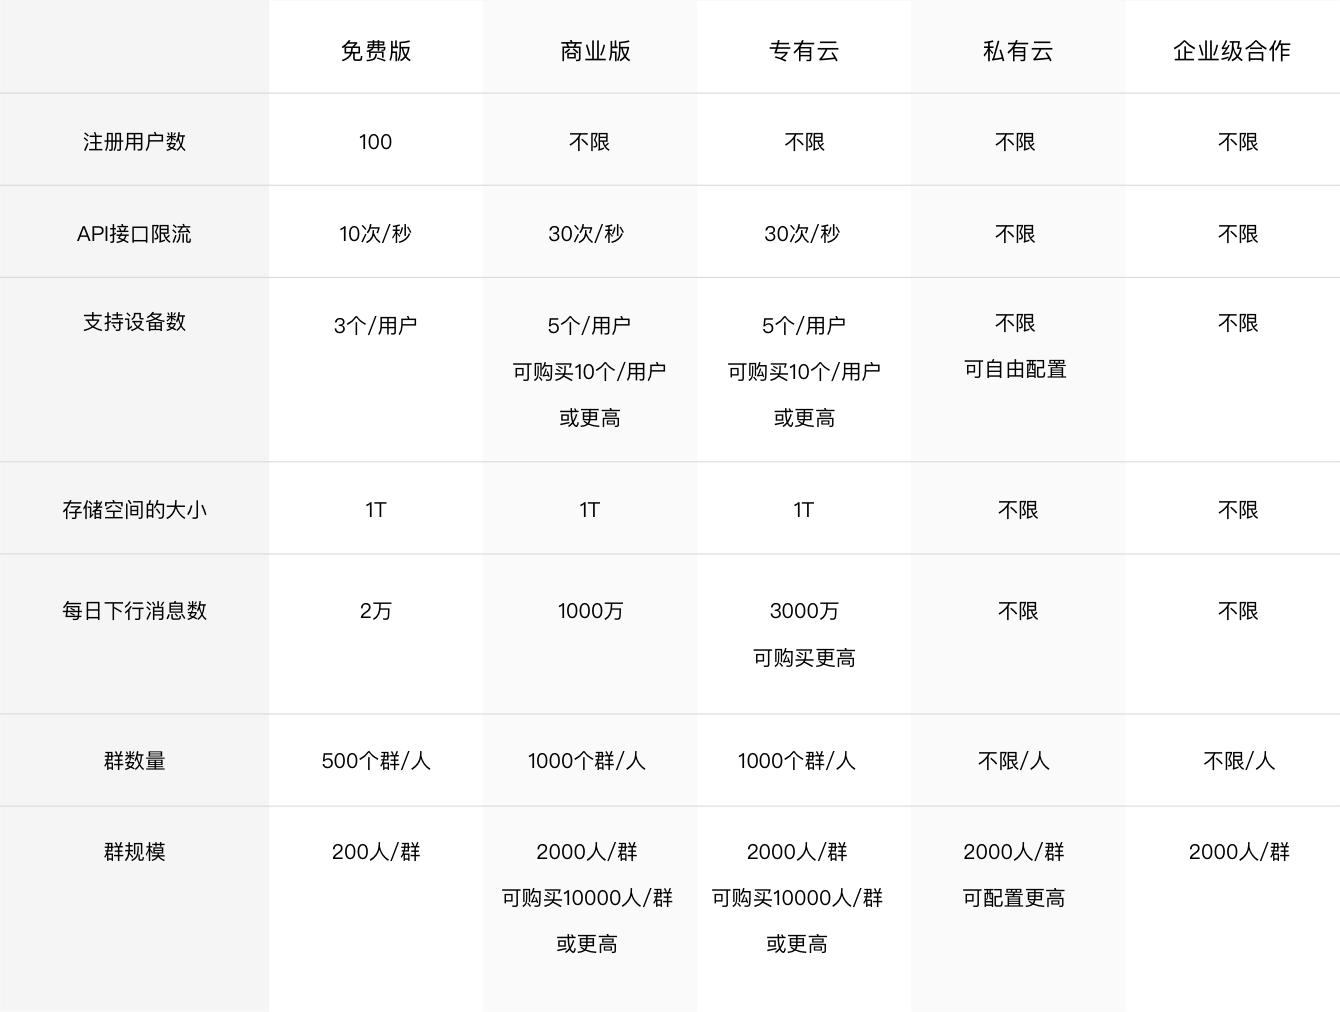 免费版 商业版 专有云 私有云 企业级合作
注册用户数 100 不限 不限 不限 不限
API接口限流 10次/秒 30次/秒 30次/秒 不限 不限
支持设备数 3个/用户 5个/用户 5个/用户 不限 不限
可购买10个/用户 可购买10个/用户 可自由配置
或更高 或更高
存储空间的大小 1T 1T 1T 不限 不限
每日下行消息数 2万 1000万 3000万 不限 不限
可购买更高
群数量 500个群/人 1000个群/人 1000个群/人 不限/人 不限/人
群规模 200人/群 2000人/群 2000人/群 2000人/群 2000人/群
可购买10000人/群 可购买10000人/群 可配置更高
或更高 或更高